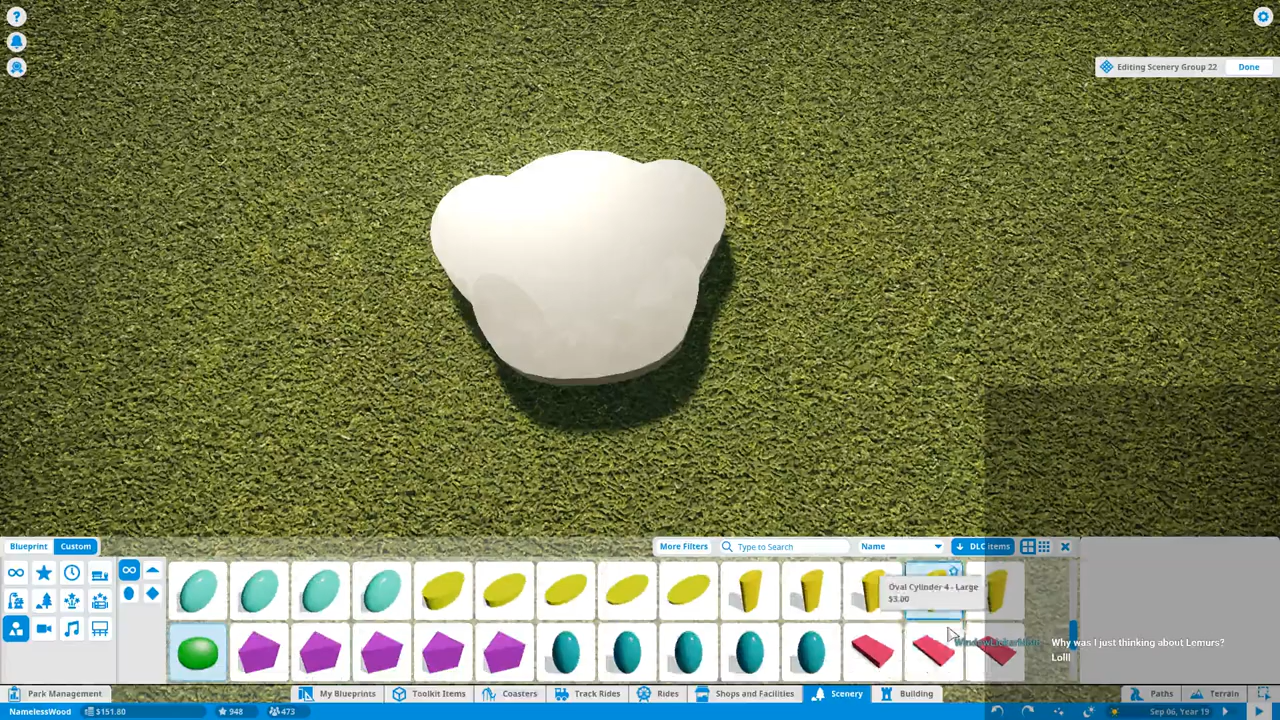 ?
Editing Scenery Group 22
Done
Blueprint
Custom
More Filters
Type to Search
Name
DLC Items
Oval Cylinder 4 - Large
$3.00
Why was I just thinking about Lemurs?
Lolll
Park Management
My Blueprints
Toolkit Items
Coasters
Track Rides
Rides
Shops and Facilities
Scenery
Building
Paths
Terrain
NamelessWood
$151.80
948
473
Sep 06, Year 19